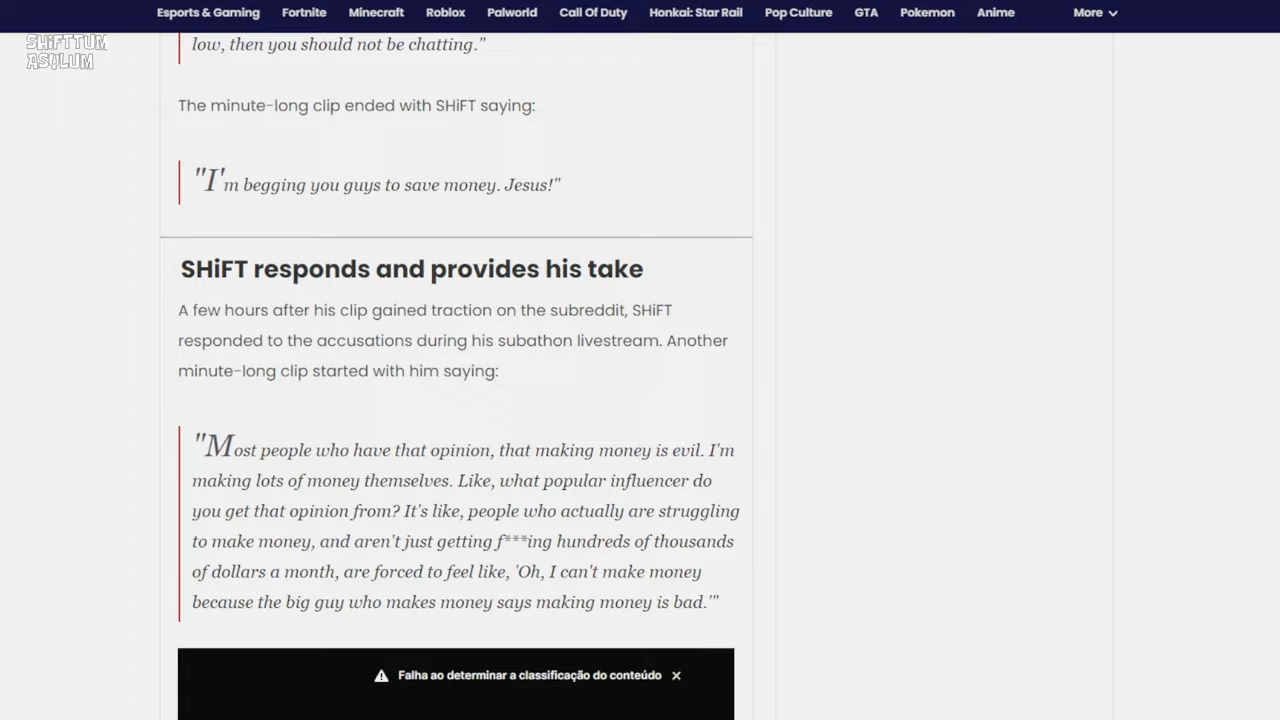 Esports & Gaming Fortnite Minecraft Roblox Palworld Call Of Duty Honkai: Star Rail Pop Culture GTA Pokemon Anime More
SHiFTTUM
ASYLUM
low, then you should not be chatting."
The minute-long clip ended with SHiFT saying:
"I'm begging you guys to save money. Jesus!"
SHiFT responds and provides his take
A few hours after his clip gained traction on the subreddit, SHiFT
responded to the accusations during his subathon livestream. Another
minute-long clip started with him saying:
"Most people who have that opinion, that making money is evil. I'm
making lots of money themselves. Like, what popular influencer do
you get that opinion from? It's like, people who actually are struggling
to make money, and aren't just getting f***ing hundreds of thousands
of dollars a month, are forced to feel like, 'Oh, I can't make money
because the big guy who makes money says making money is bad.'"
Falha ao determinar a classificação do conteúdo